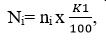 Nᵢ = nᵢ x K1/100,